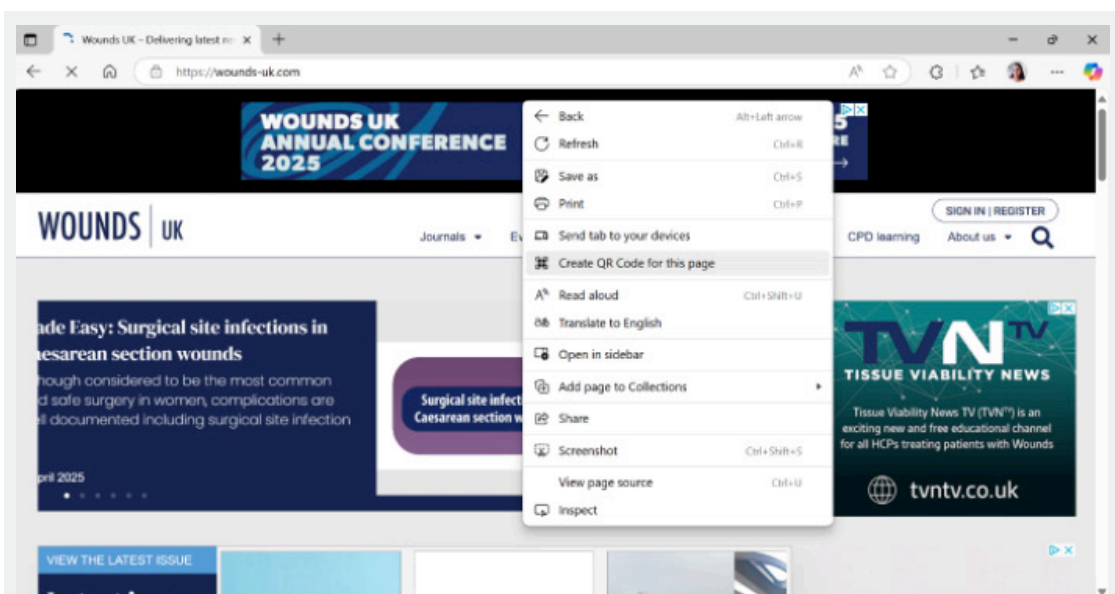 Wounds UK – Delivering latest ne
https://wounds-uk.com
WOUNDS UK
ANNUAL CONFERENCE
2025
5
RE
Back Alt+Left arrow
Refresh Ctrl+R
Save as Ctrl+S
Print Ctrl+P
Send tab to your devices
Create QR Code for this page
Read aloud Ctrl+Shift+U
Translate to English
Open in sidebar
Add page to Collections
Share
Screenshot Ctrl+Shift+S
View page source Ctrl+U
Inspect
SIGN IN | REGISTER
WOUNDS UK
Journals
Ev
CPD learning
About us
ade Easy: Surgical site infections in
aesarean section wounds
hough considered to be the most common
d safe surgery in women, complications are
ll documented including surgical site infection
pril 2025
Surgical site infect
Caesarean section w
TVN TV
TISSUE VIABILITY NEWS
Tissue Viability News TV (TVN™) is an
exciting new and free educational channel
for all HCPs treating patients with Wounds
tvntv.co.uk
VIEW THE LATEST ISSUE